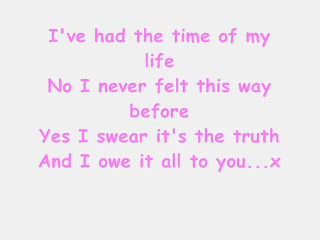 I've had the time of my
life
No I never felt this way
before
Yes I swear it's the truth
And I owe it all to you...x